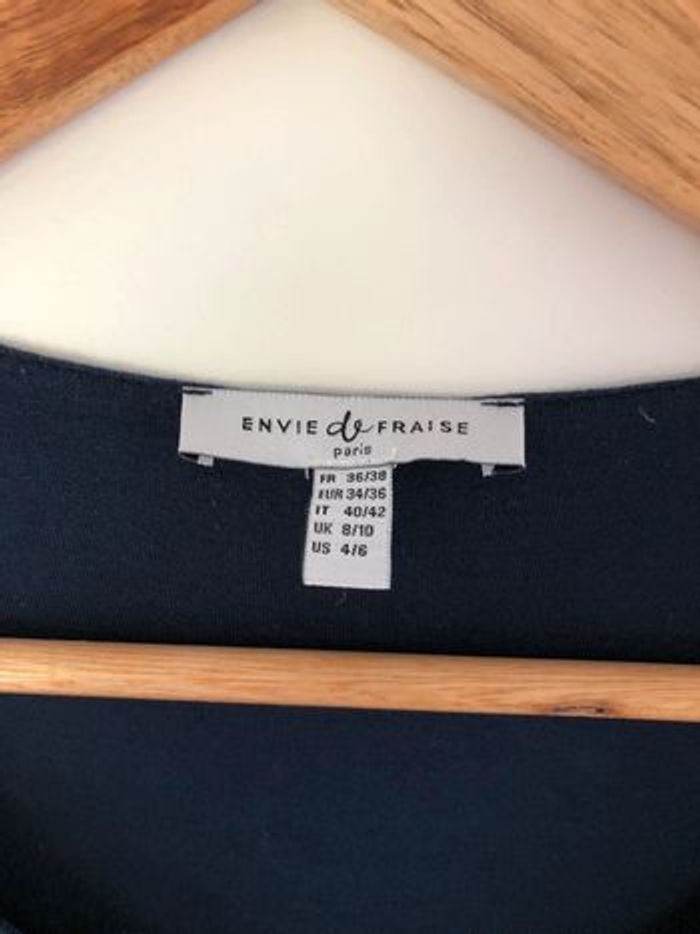 ENVIE de FRAISE
paris
FR 36/38
EUR 34/36
IT 40/42
UK 8/10
US 4/6